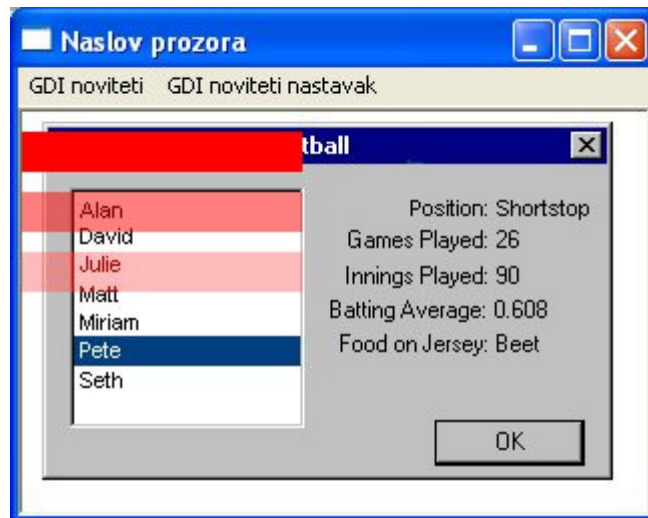 Naslov prozora
GDI noviteti GDI noviteti nastavak
tball
Alan
David
Julie
Matt
Miriam
Pete
Seth
Position: Shortstop
Games Played: 26
Innings Played: 90
Batting Average: 0.608
Food on Jersey: Beet
OK